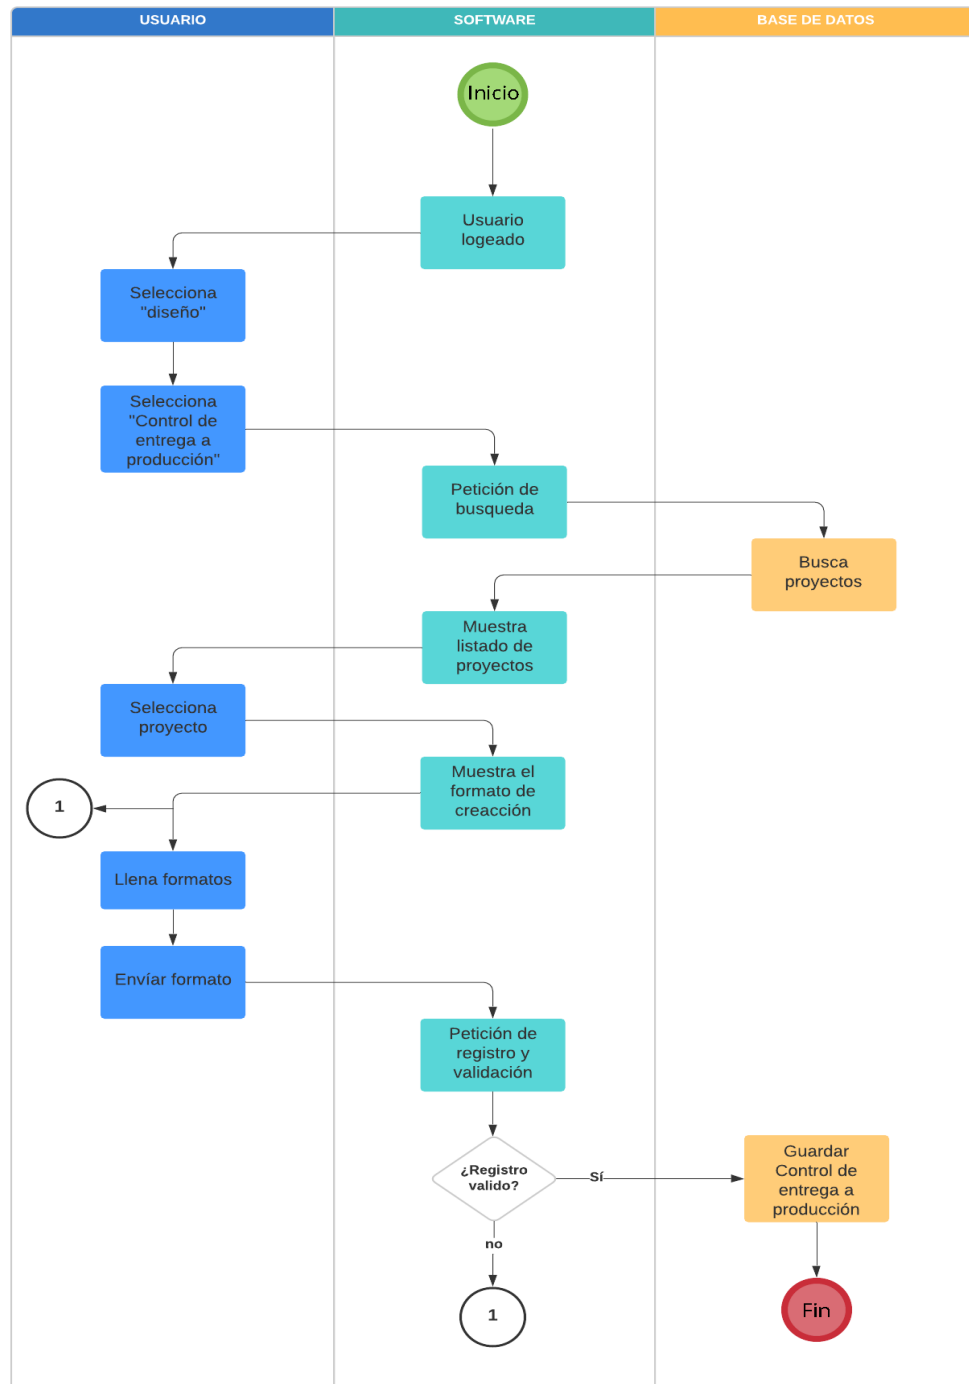 USUARIO
SOFTWARE
BASE DE DATOS
Inicio
Usuario
logeado
Selecciona
"diseño"
Selecciona
"Control de
entrega a
producción"
Petición de
busqueda
Busca
proyectos
Muestra
listado de
proyectos
Selecciona
proyecto
Muestra el
formato de
creacción
1
Llena formatos
Envíar formato
Petición de
registro y
validación
¿Registro
valido?
Sí
Guardar
Control de
entrega a
producción
no
1
Fin